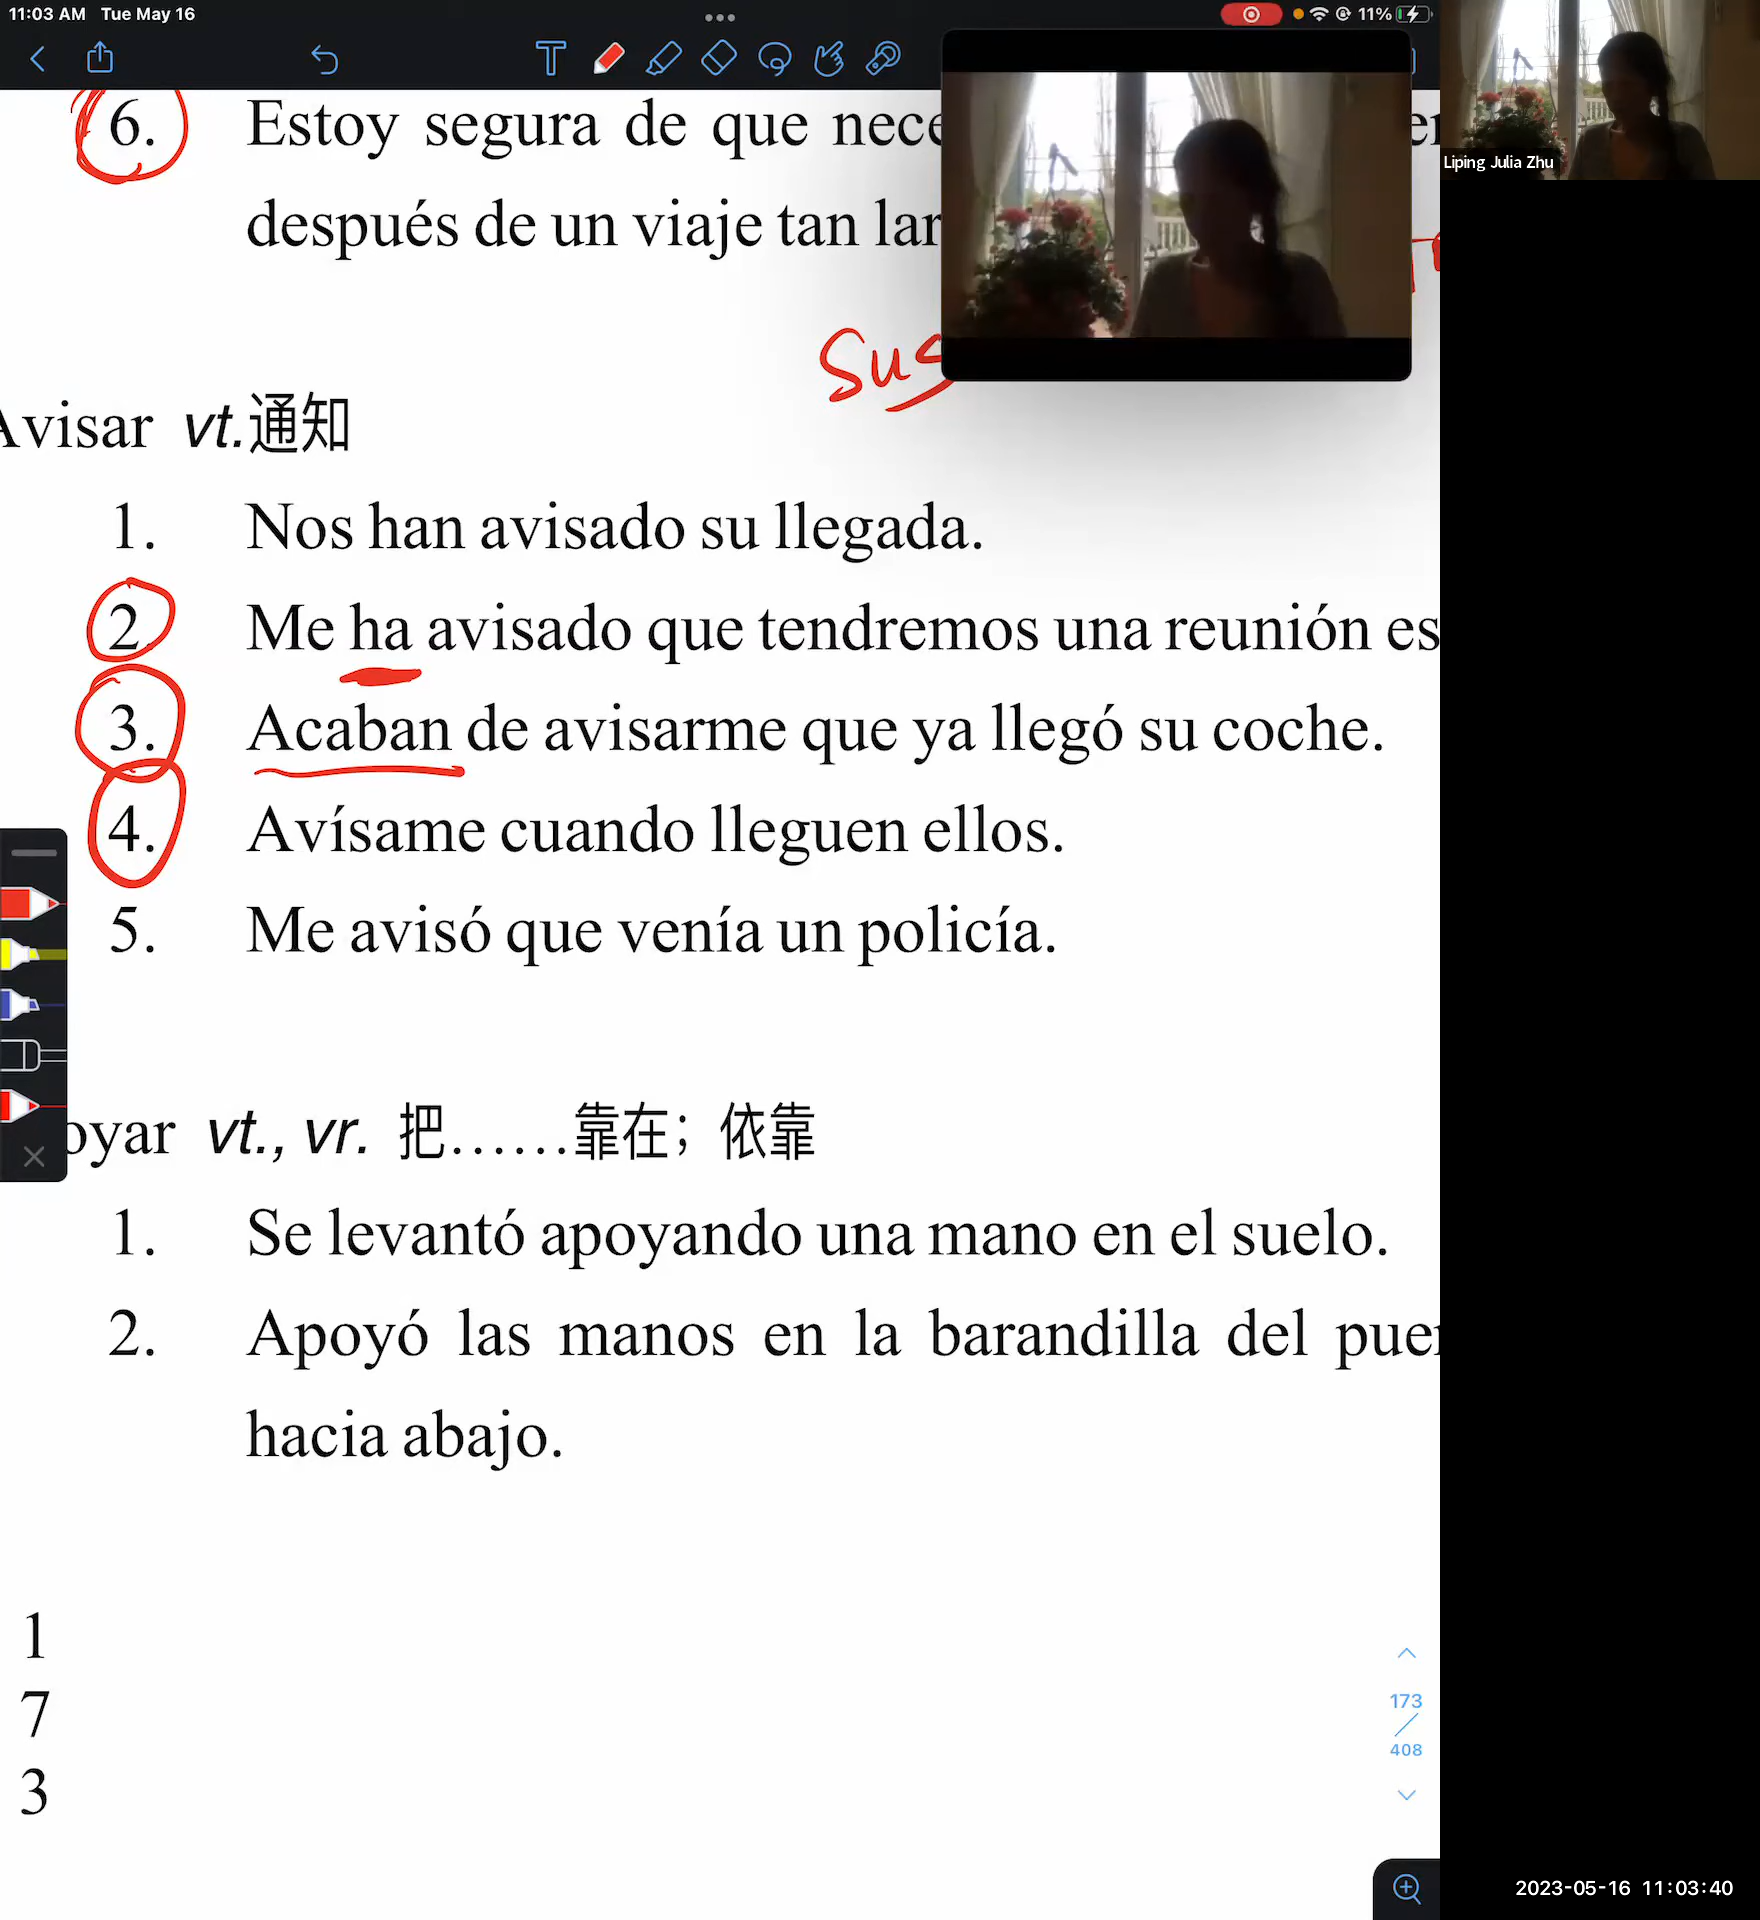 11:03 AM Tue May 16
11%
6. Estoy segura de que
después de un viaje tan
Liping Julia Zhu
Avisar vt.通知
1. Nos han avisado su llegada.
2. Me ha avisado que tendremos una reunión
3. Acaban de avisarme que ya llegó su coche.
4. Avísame cuando lleguen ellos.
5. Me avisó que venía un policía.
oyar vt., vr. 把……靠在；依靠
1. Se levantó apoyando una mano en el suelo.
2. Apoyó las manos en la barandilla del
hacia abajo.
1
7
3
173
408
2023-05-16 11:03:40